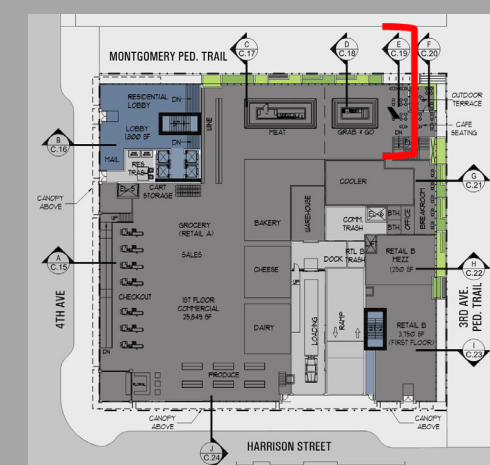 MONTGOMERY PED. TRAIL
C
C.17
D
C.18
E
C.19
F
C.20
RESIDENTIAL
LOBBY
DN
LINE
OUTDOOR
TERRACE
LOBBY
1,800 SF
MEAT
GRAB & GO
CAFE
SEATING
DN
DN
B
C.16
MAIL
RES.
TRASH
COOLER
G
C.21
CART
STORAGE
CANOPY
ABOVE
UP
WAREHOUSE
COMM.
TRASH
BTH.
BTH.
OFFICE
BREAKROOM
GROCERY
(RETAIL A)
BAKERY
SALES
DOCK
RTL B
TRASH
RETAIL B
MEZZ
1,250 SF
H
C.22
A
C.15
CHEESE
4TH AVE
CHECKOUT
1ST FLOOR
COMMERCIAL
25,845 SF
LOADING
RAMP
3RD AVE.
PED. TRAIL
DAIRY
RETAIL B
3,750 SF
(FIRST FLOOR)
I
C.23
DN
PRODUCE
FLORAL
CANOPY
ABOVE
CANOPY
ABOVE
J
C.24
HARRISON STREET